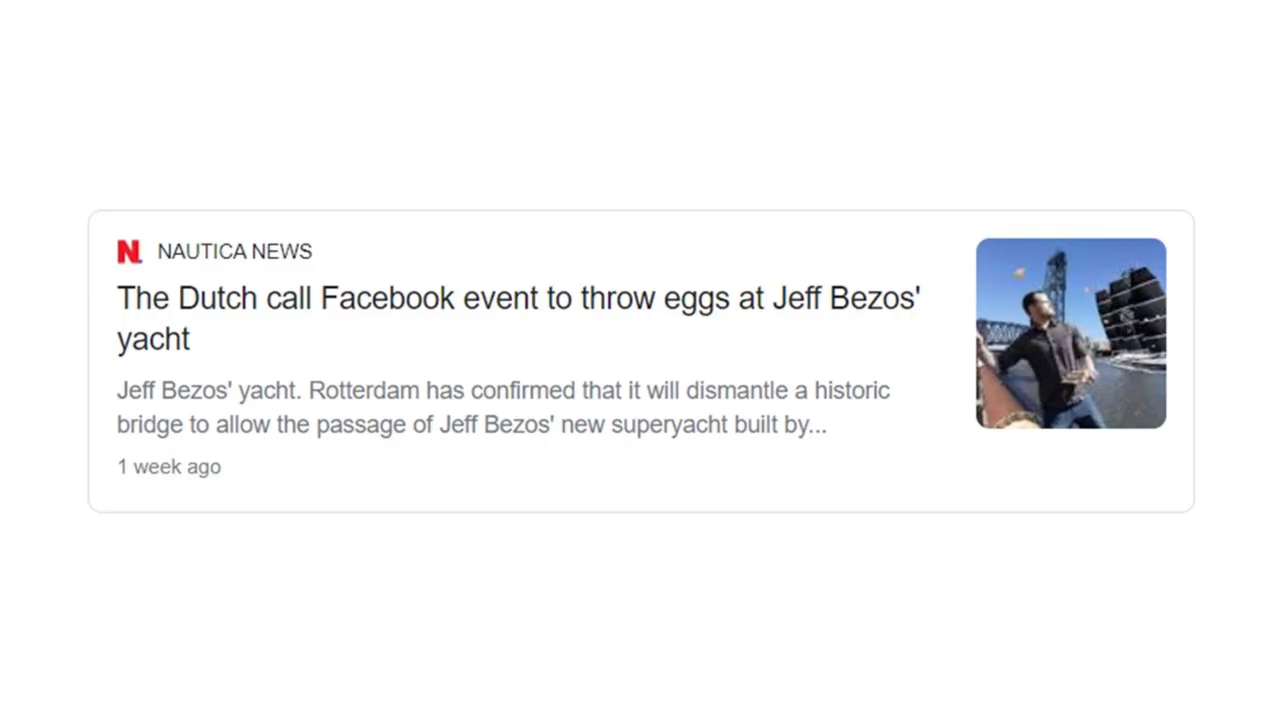 N
NAUTICA NEWS
The Dutch call Facebook event to throw eggs at Jeff Bezos'
yacht
Jeff Bezos' yacht. Rotterdam has confirmed that it will dismantle a historic
bridge to allow the passage of Jeff Bezos' new superyacht built by...
1 week ago